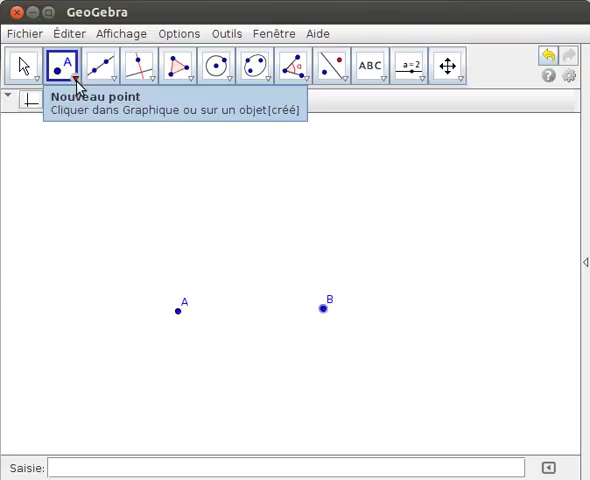 GeoGebra
Fichier Éditer Affichage Options Outils Fenêtre Aide
A α ABC a=2
Nouveau point
Cliquer dans Graphique ou sur un objet[créé]
A B
Saisie: